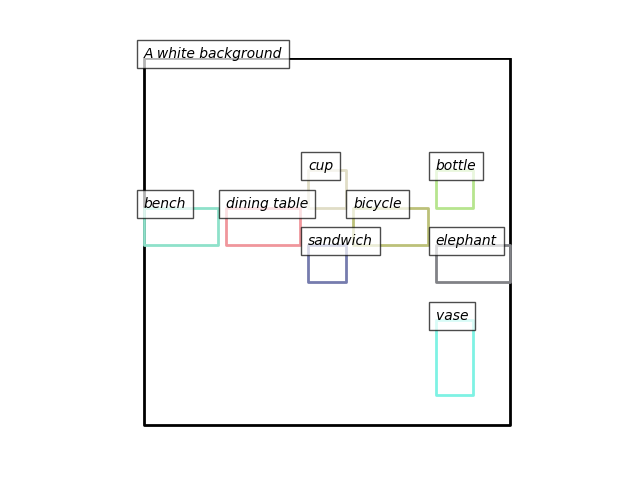 A white background
cup
bottle
bench
dining table
bicycle
sandwich
elephant
vase